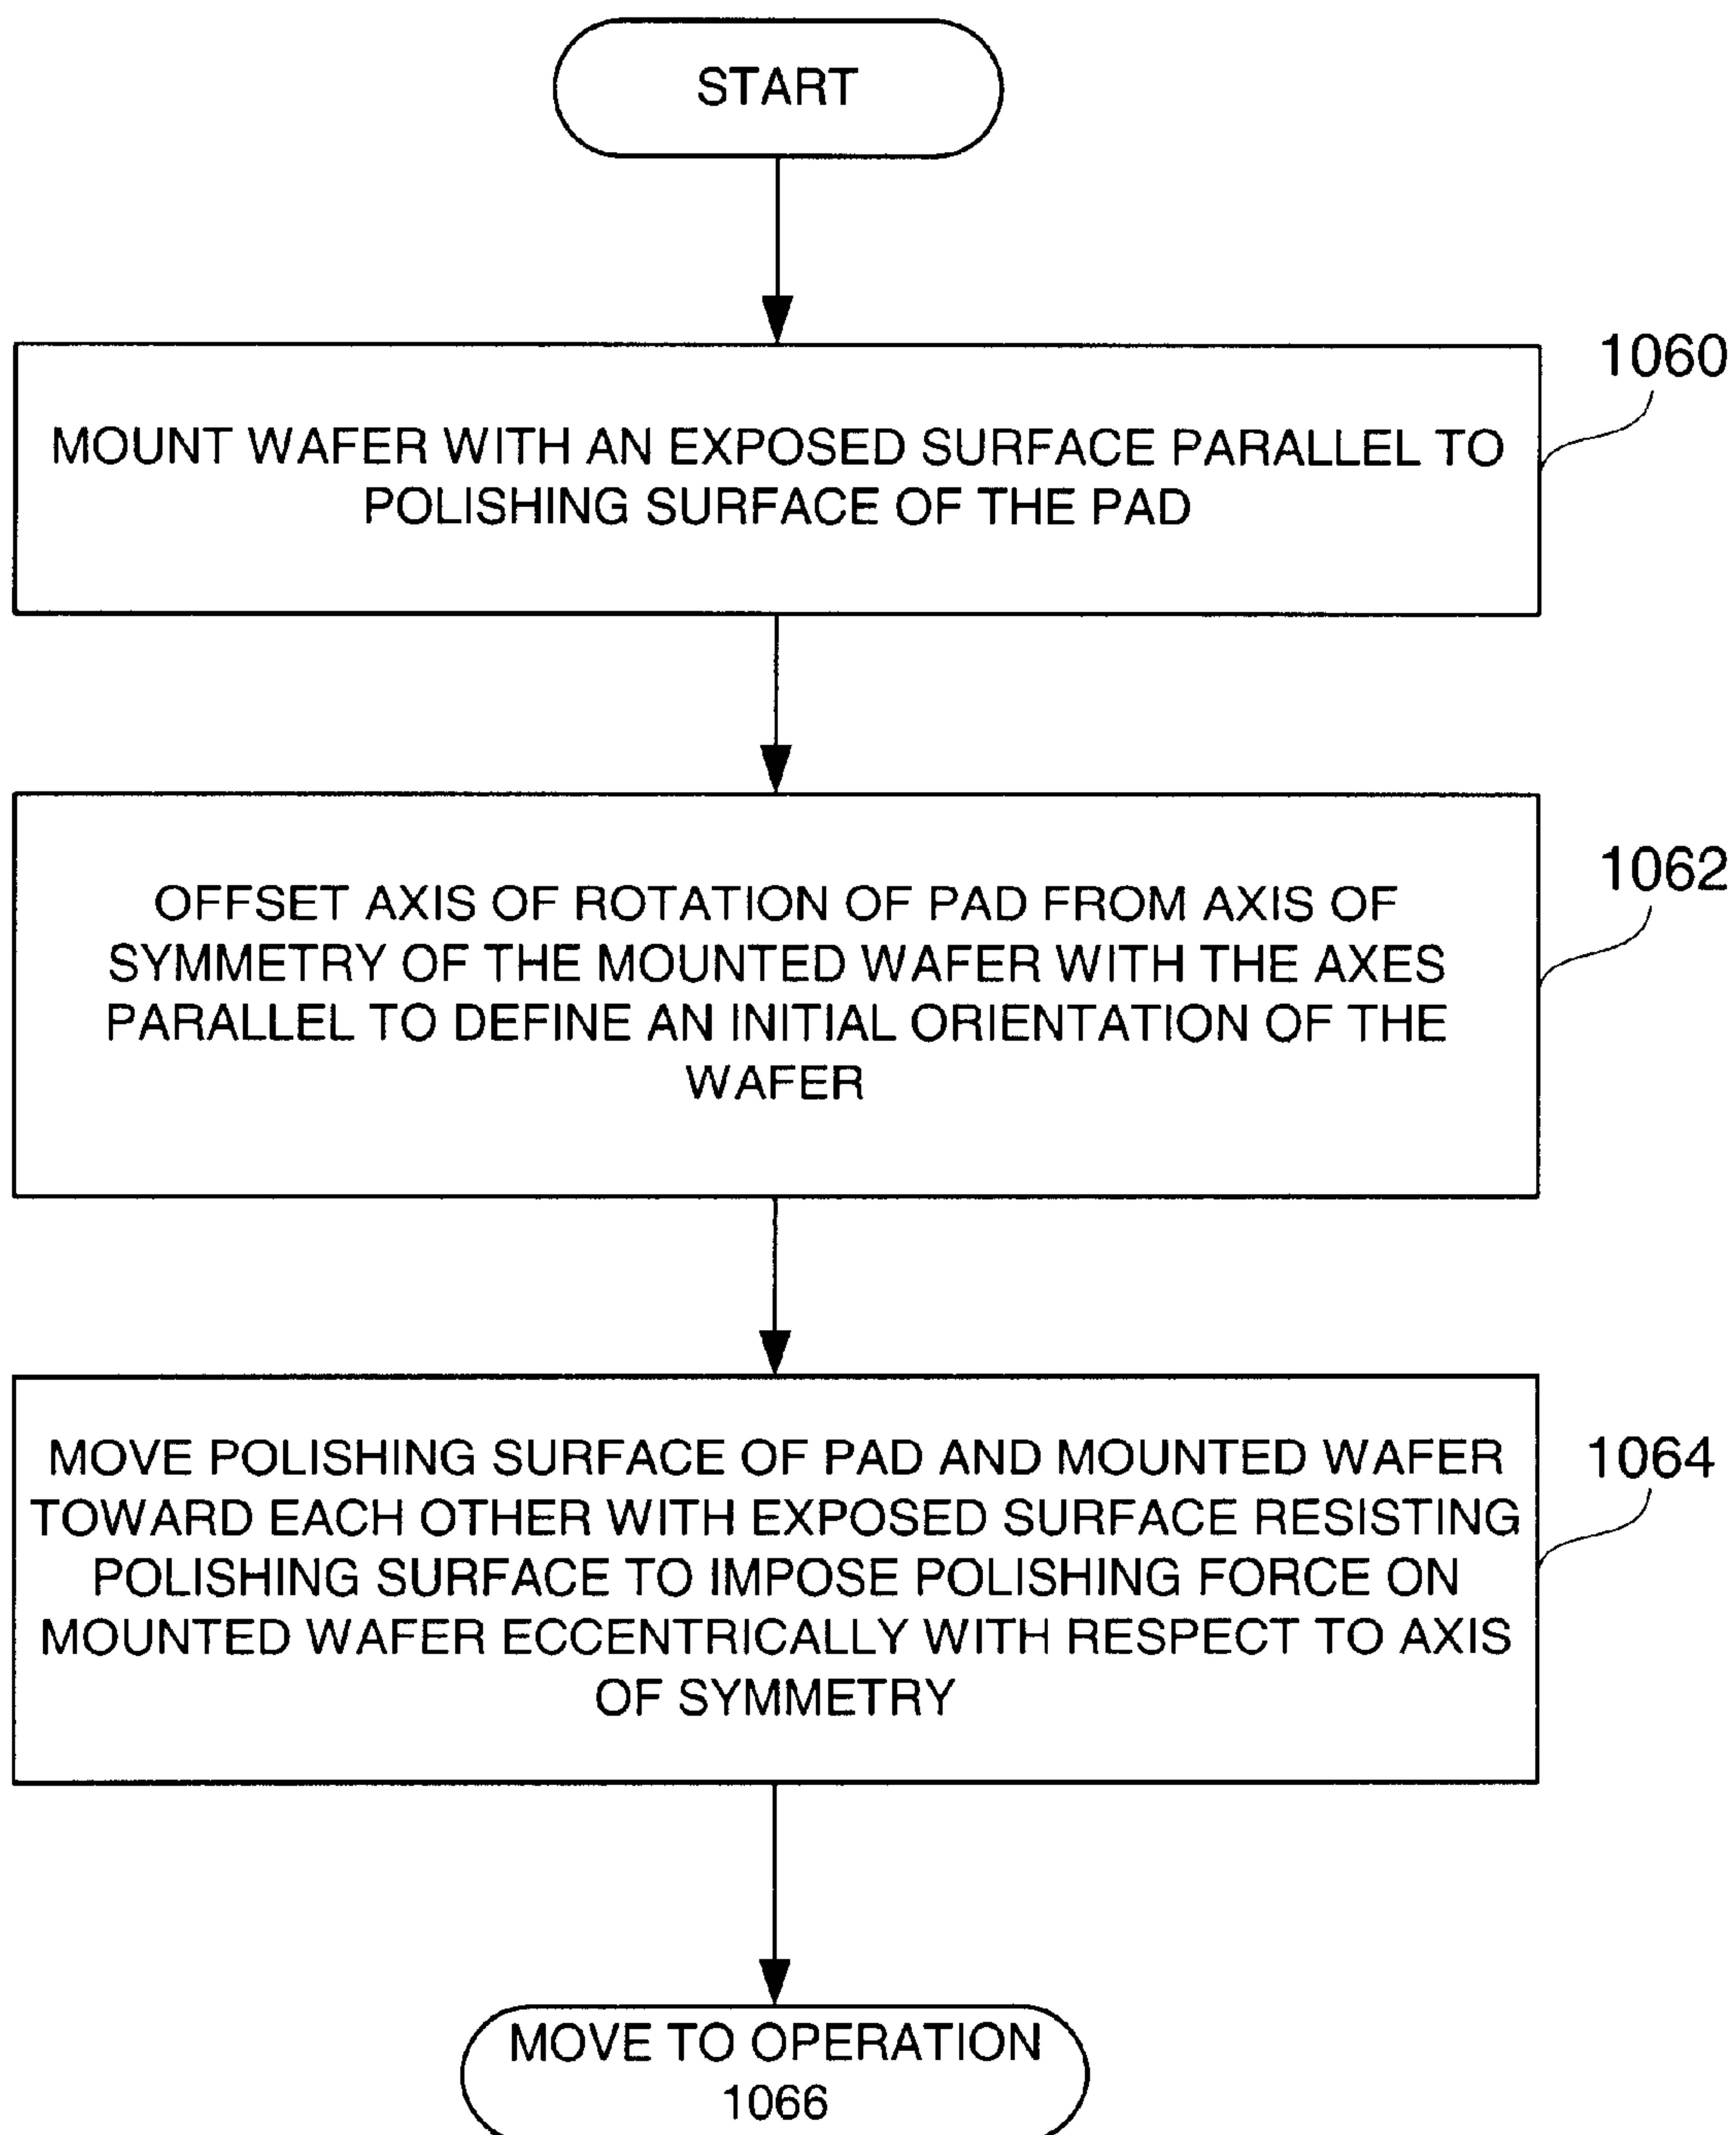 START
1060
MOUNT WAFER WITH AN EXPOSED SURFACE PARALLEL TO
POLISHING SURFACE OF THE PAD
1062
OFFSET AXIS OF ROTATION OF PAD FROM AXIS OF
SYMMETRY OF THE MOUNTED WAFER WITH THE AXES
PARALLEL TO DEFINE AN INITIAL ORIENTATION OF THE
WAFER
1064
MOVE POLISHING SURFACE OF PAD AND MOUNTED WAFER
TOWARD EACH OTHER WITH EXPOSED SURFACE RESISTING
POLISHING SURFACE TO IMPOSE POLISHING FORCE ON
MOUNTED WAFER ECCENTRICALLY WITH RESPECT TO AXIS
OF SYMMETRY
MOVE TO OPERATION
1066